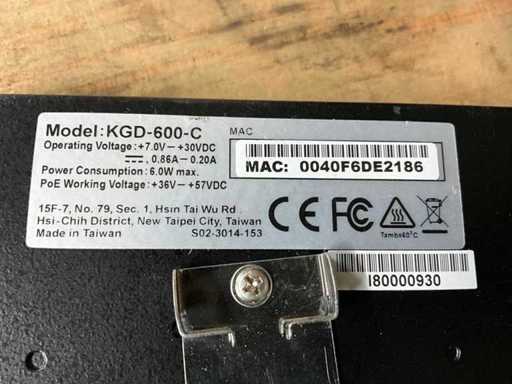 Model:KGD-600-C
Operating Voltage:+7.0V⎓+30VDC
⎓, 0.86A—0.20A
Power Consumption:6.0W max.
PoE Working Voltage:+36V—+57VDC
MAC
MAC: 0040F6DE2186
15F-7, No. 79, Sec. 1, Hsin Tai Wu Rd.
Hsi-Chih District, New Taipei City, Taiwan
Made in Taiwan S02-3014-153
CE FC
Tamb≤60°C
I80000930